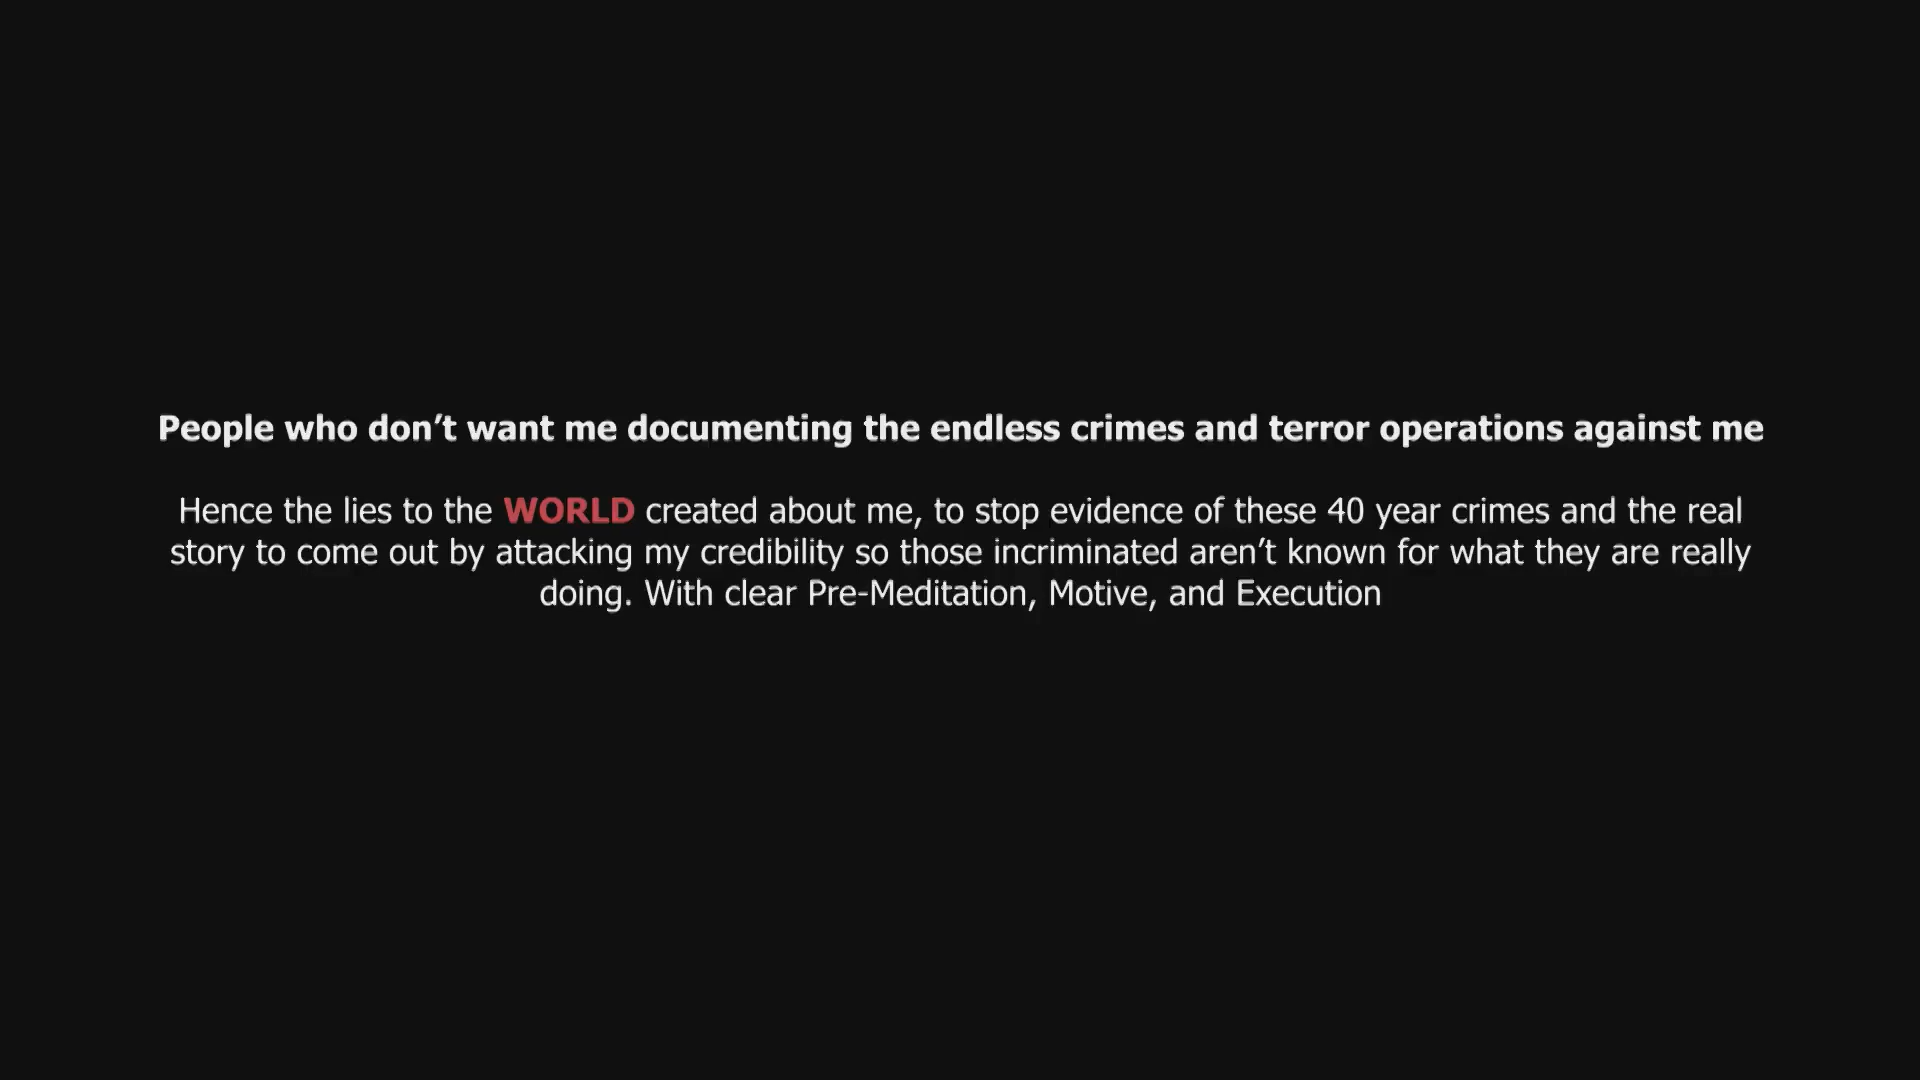 People who don’t want me documenting the endless crimes and terror operations against me
Hence the lies to the WORLD created about me, to stop evidence of these 40 year crimes and the real
story to come out by attacking my credibility so those incriminated aren’t known for what they are really
doing. With clear Pre-Meditation, Motive, and Execution